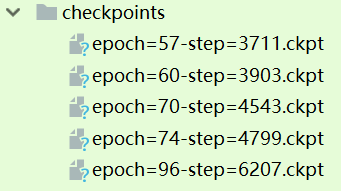 checkpoints
epoch=57-step=3711.ckpt
epoch=60-step=3903.ckpt
epoch=70-step=4543.ckpt
epoch=74-step=4799.ckpt
epoch=96-step=6207.ckpt